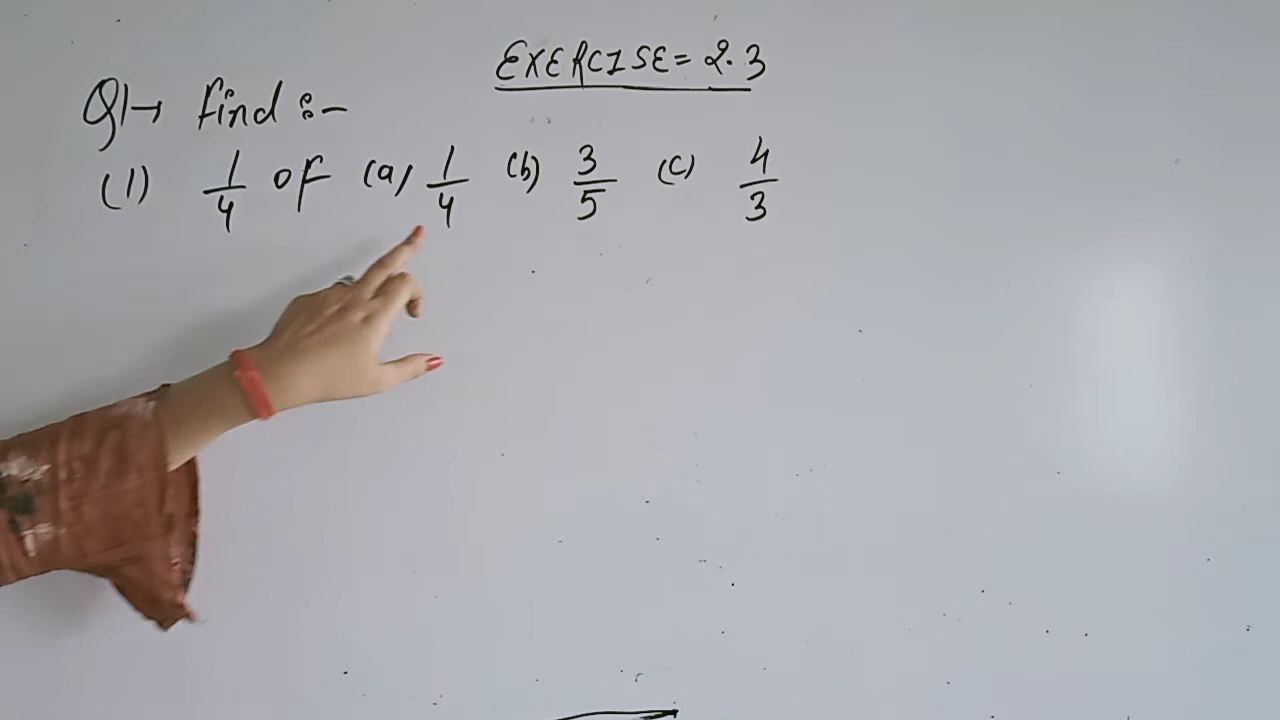 EXERCISE = 2.3
Q1→ Find :-
(1) 1/4 of (a) 1/4 (b) 3/5 (c) 4/3